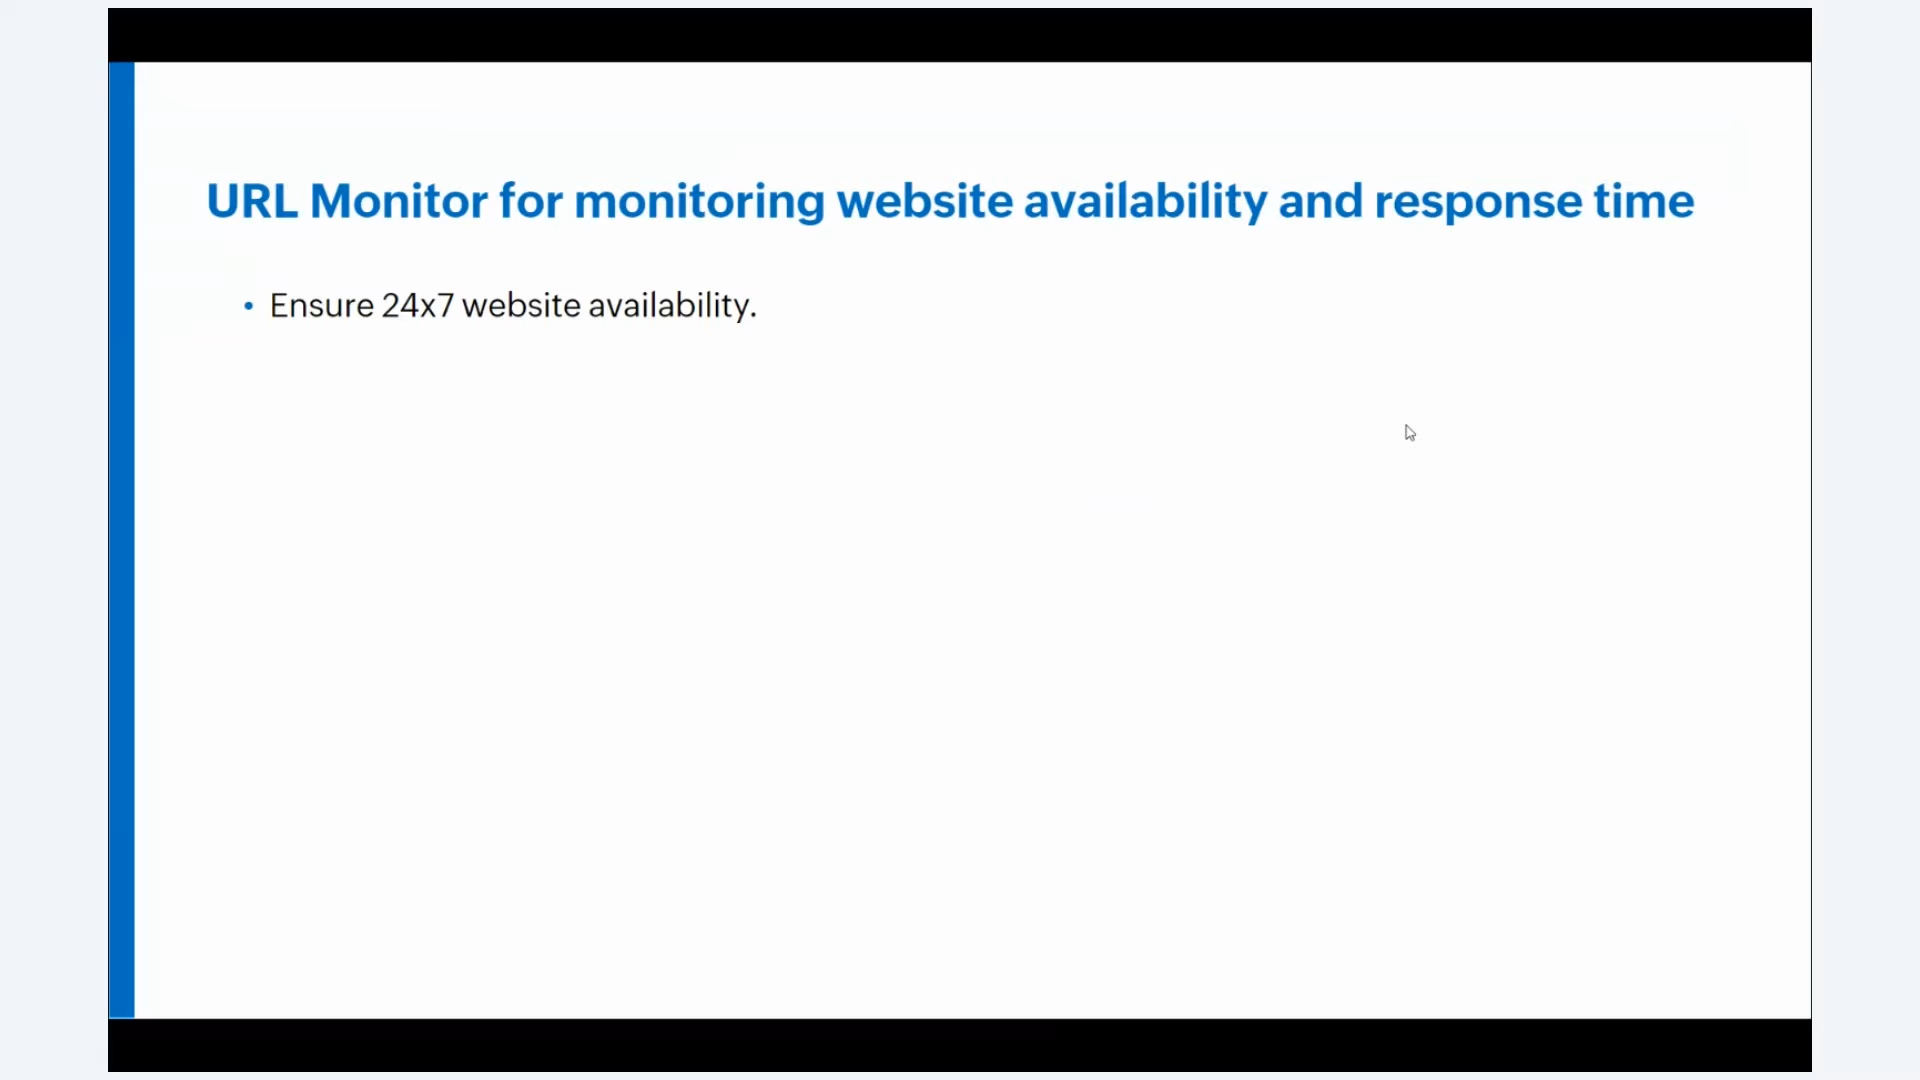 URL Monitor for monitoring website availability and response time
• Ensure 24x7 website availability.